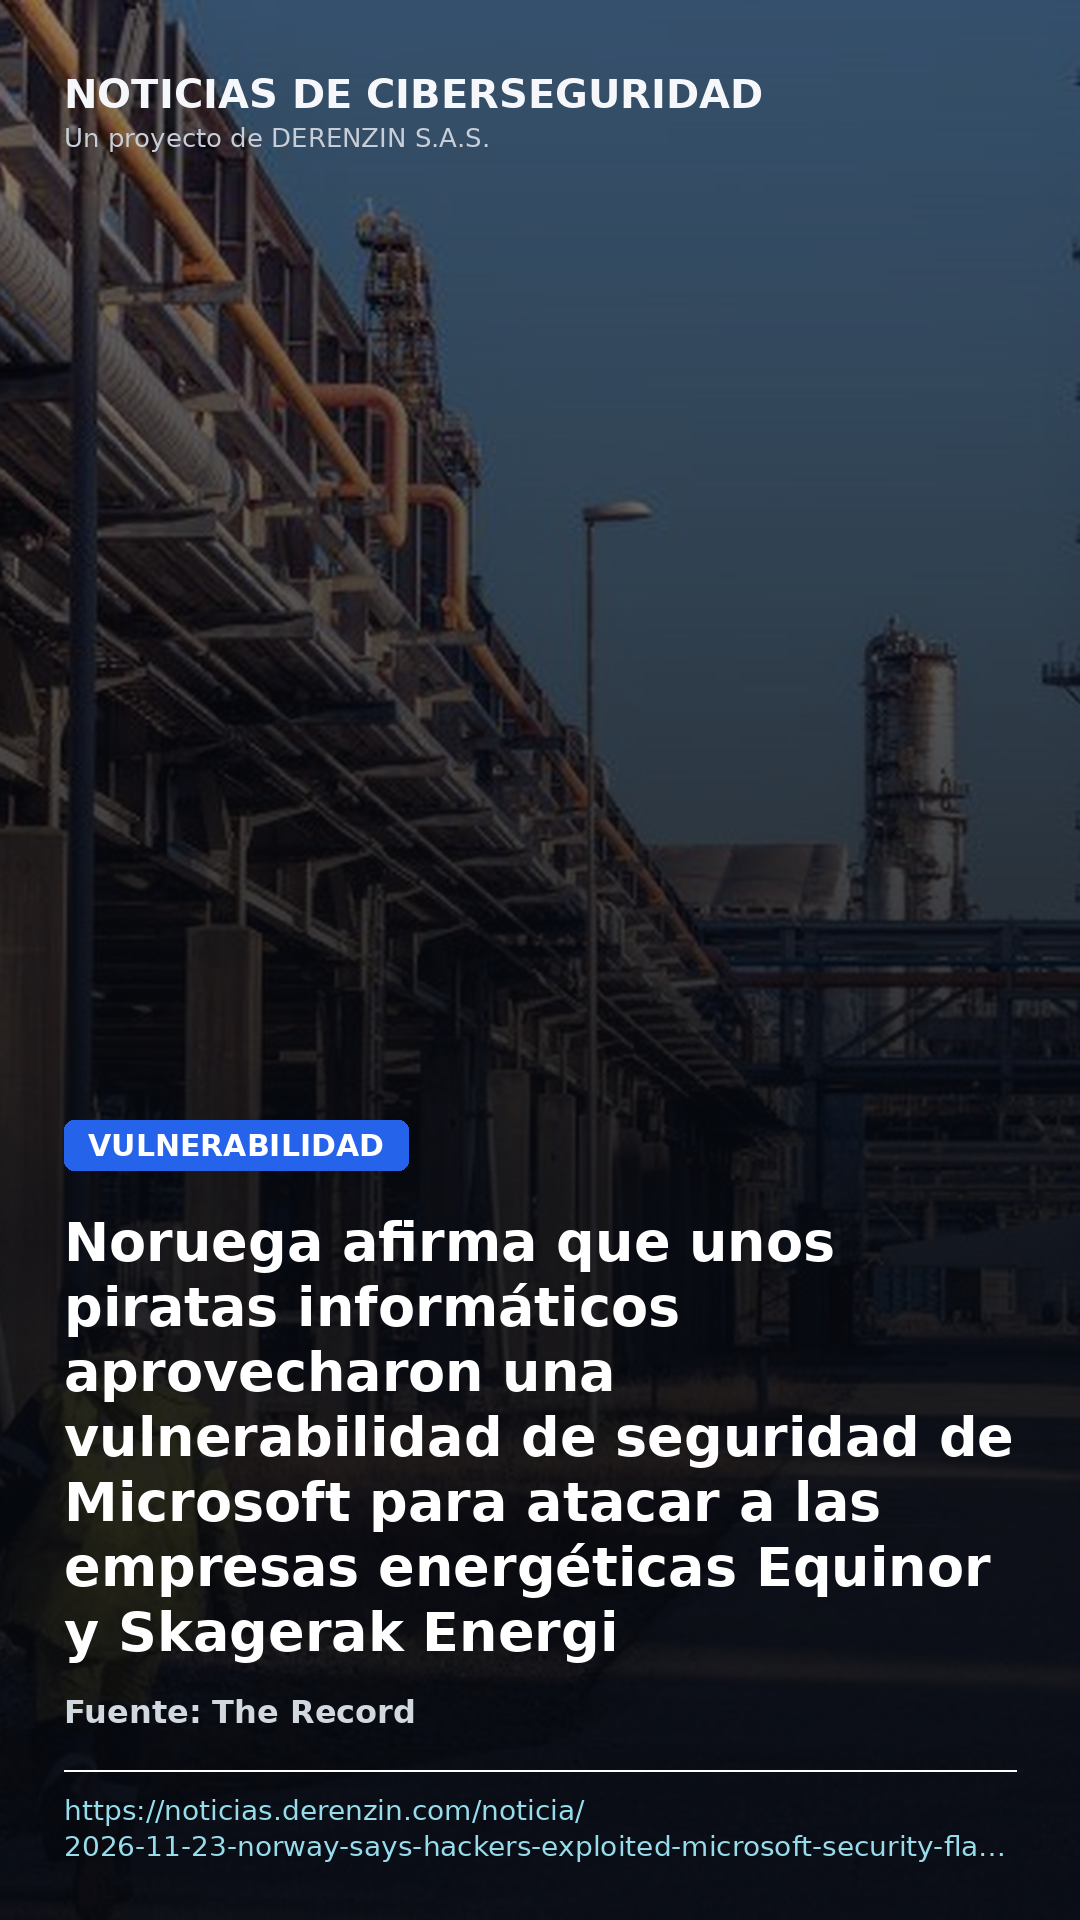 NOTICIAS DE CIBERSEGURIDAD
Un proyecto de DERENZIN S.A.S.
VULNERABILIDAD
Noruega afirma que unos
piratas informáticos
aprovecharon una
vulnerabilidad de seguridad de
Microsoft para atacar a las
empresas energéticas Equinor
y Skagerak Energi
Fuente: The Record
https://noticias.derenzin.com/noticia/
2026-11-23-norway-says-hackers-exploited-microsoft-security-fla…